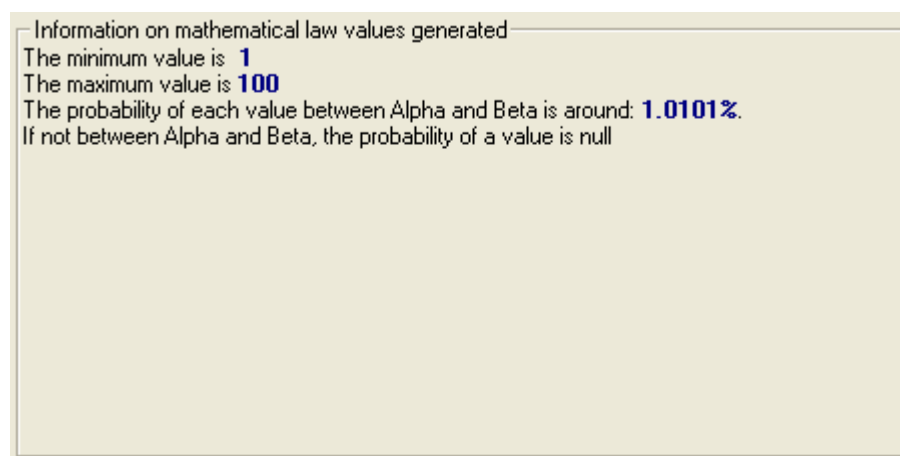 Information on mathematical law values generated
The minimum value is 1
The maximum value is 100
The probability of each value between Alpha and Beta is around: 1.0101%.
If not between Alpha and Beta, the probability of a value is null